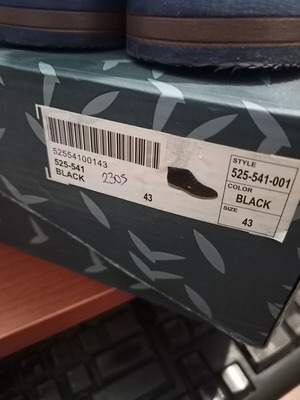 52554100143
525-541
BLACK
2305
43
STYLE
525-541-001
COLOR
BLACK
SIZE
43